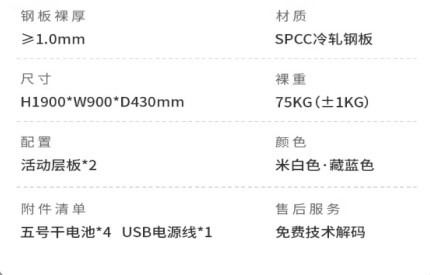 钢板裸厚 材质
≥1.0mm SPCC冷轧钢板
尺寸 裸重
H1900*W900*D430mm 75KG(±1KG)
配置 颜色
活动层板*2 米白色·藏蓝色
附件清单 售后服务
五号干电池*4 USB电源线*1 免费技术解码